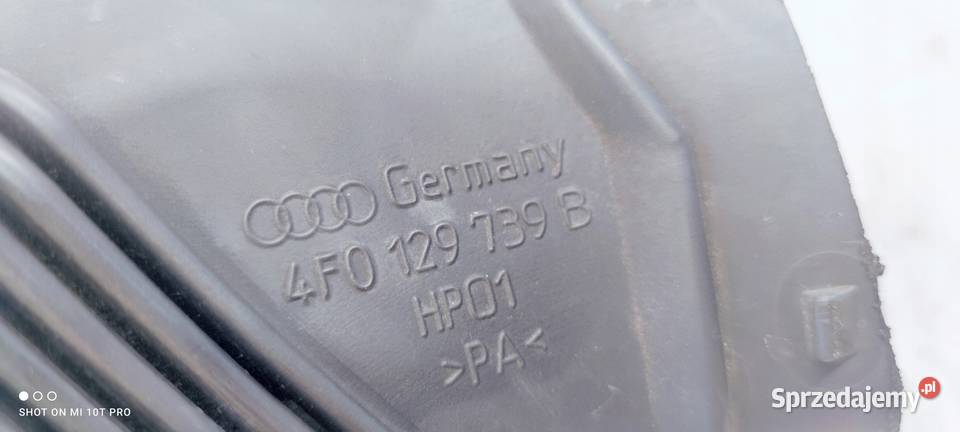 Germany
4F0 129 739 B
HP01
>PA<
SHOT ON MI 10T PRO
Sprzedajemy.pl